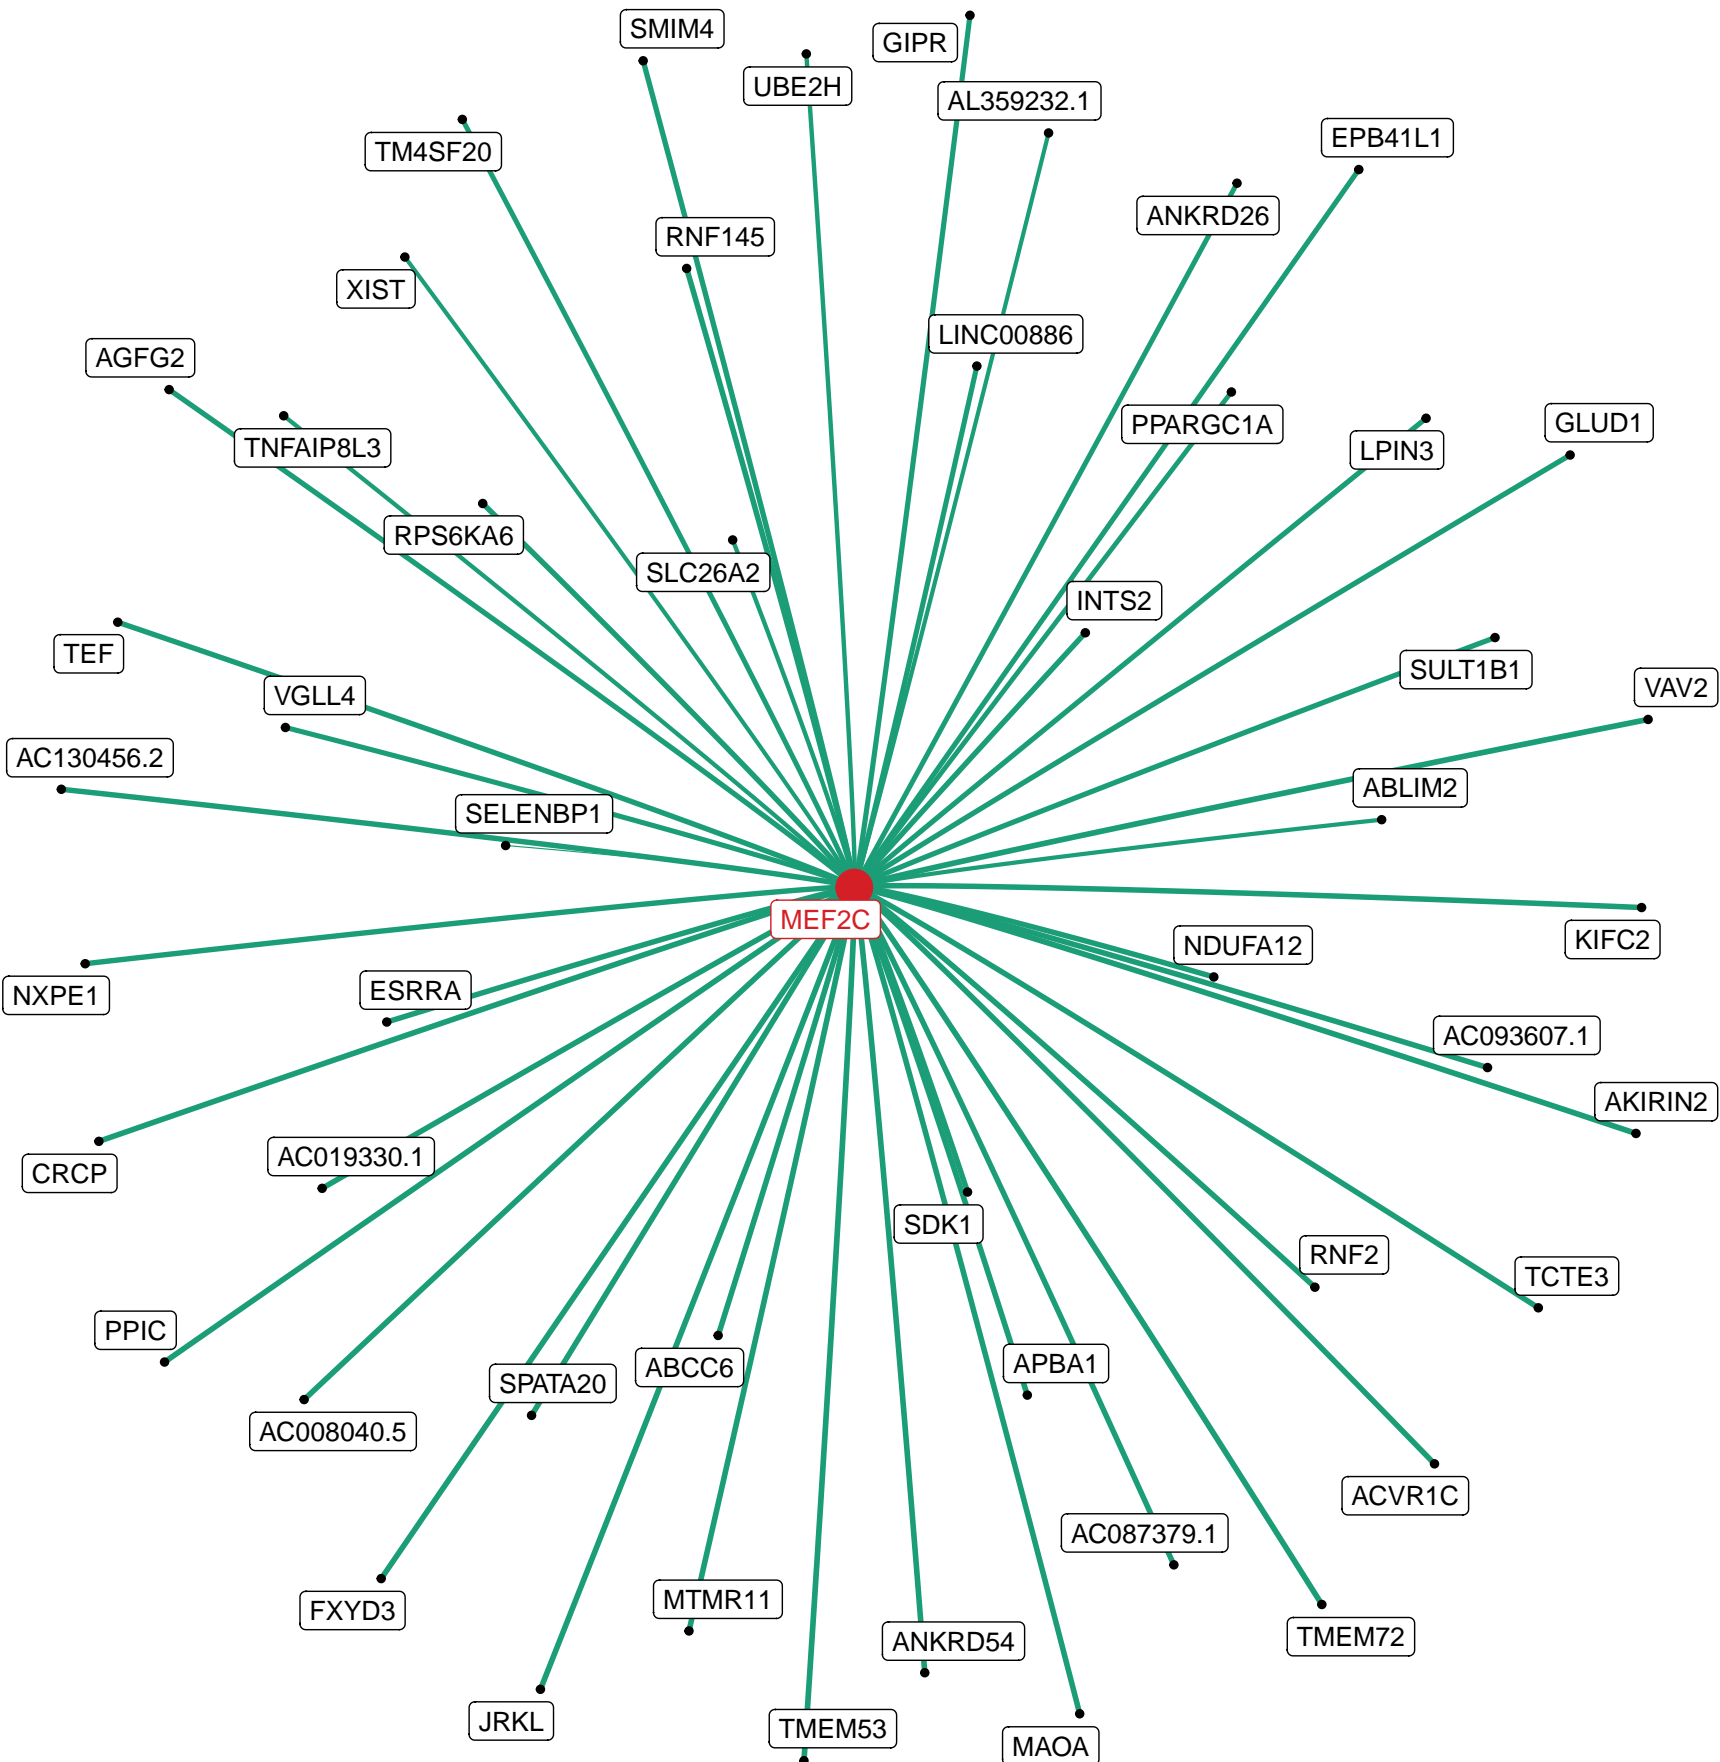 SMIM4
GIPR
UBE2H
AL359232.1
EPB41L1
TM4SF20
ANKRD26
RNF145
XIST
LINC00886
AGFG2
PPARGC1A
GLUD1
TNFAIP8L3
LPIN3
RPS6KA6
SLC26A2
INTS2
TEF
SULT1B1
VGLL4
VAV2
AC130456.2
ABLIM2
SELENBP1
MEF2C
KIFC2
NDUFA12
NXPE1
ESRRA
AC093607.1
AKIRIN2
AC019330.1
CRCP
SDK1
RNF2
TCTE3
PPIC
APBA1
ABCC6
SPATA20
AC008040.5
ACVR1C
AC087379.1
MTMR11
FXYD3
TMEM72
ANKRD54
JRKL
TMEM53
MAOA